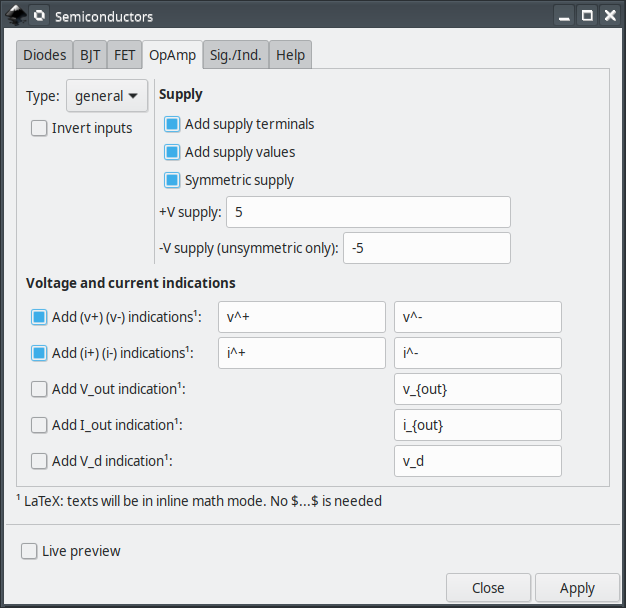 Semiconductors
Diodes BJT FET OpAmp Sig./Ind. Help
Type: general
Invert inputs
Supply
Add supply terminals
Add supply values
Symmetric supply
+V supply: 5
-V supply (unsymmetric only): -5
Voltage and current indications
Add (v+) (v-) indications¹: v^+ v^-
Add (i+) (i-) indications¹: i^+ i^-
Add V_out indication¹: v_{out}
Add I_out indication¹: i_{out}
Add V_d indication¹: v_d
¹ LaTeX: texts will be in inline math mode. No $...$ is needed
Live preview
Close Apply